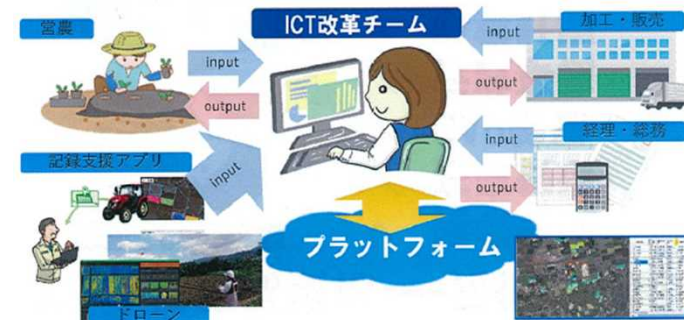 ICT改革チーム
営農
input
output
加工・販売
input
output
記録支援アプリ
input
経理・総務
input
output
プラットフォーム
ドローン